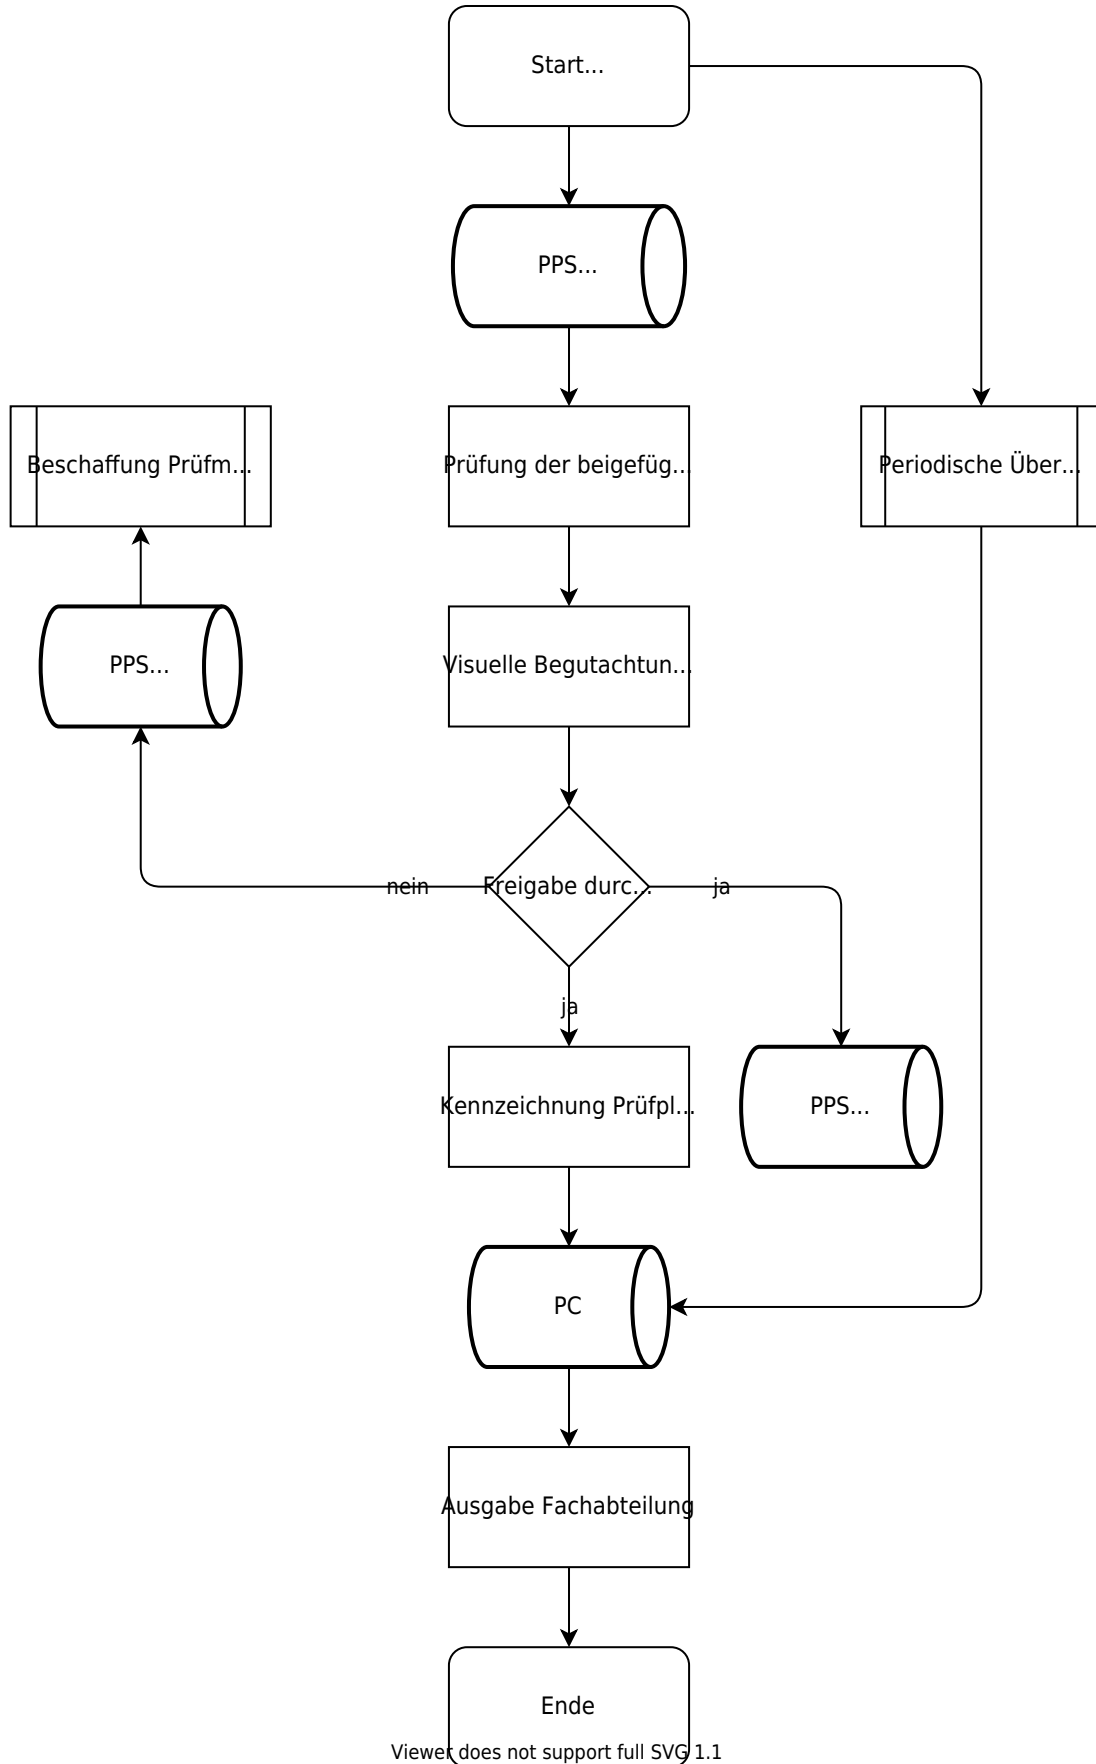 Start...
PPS...
Beschaffung Prüfm...
Prüfung der beigefüg...
Periodische Über...
PPS...
Visuelle Begutachtun...
nein
Freigabe durc...
ja
ja
Kennzeichnung Prüfpl...
PPS...
PC
Ausgabe Fachabteilung
Ende
Viewer does not support full SVG 1.1